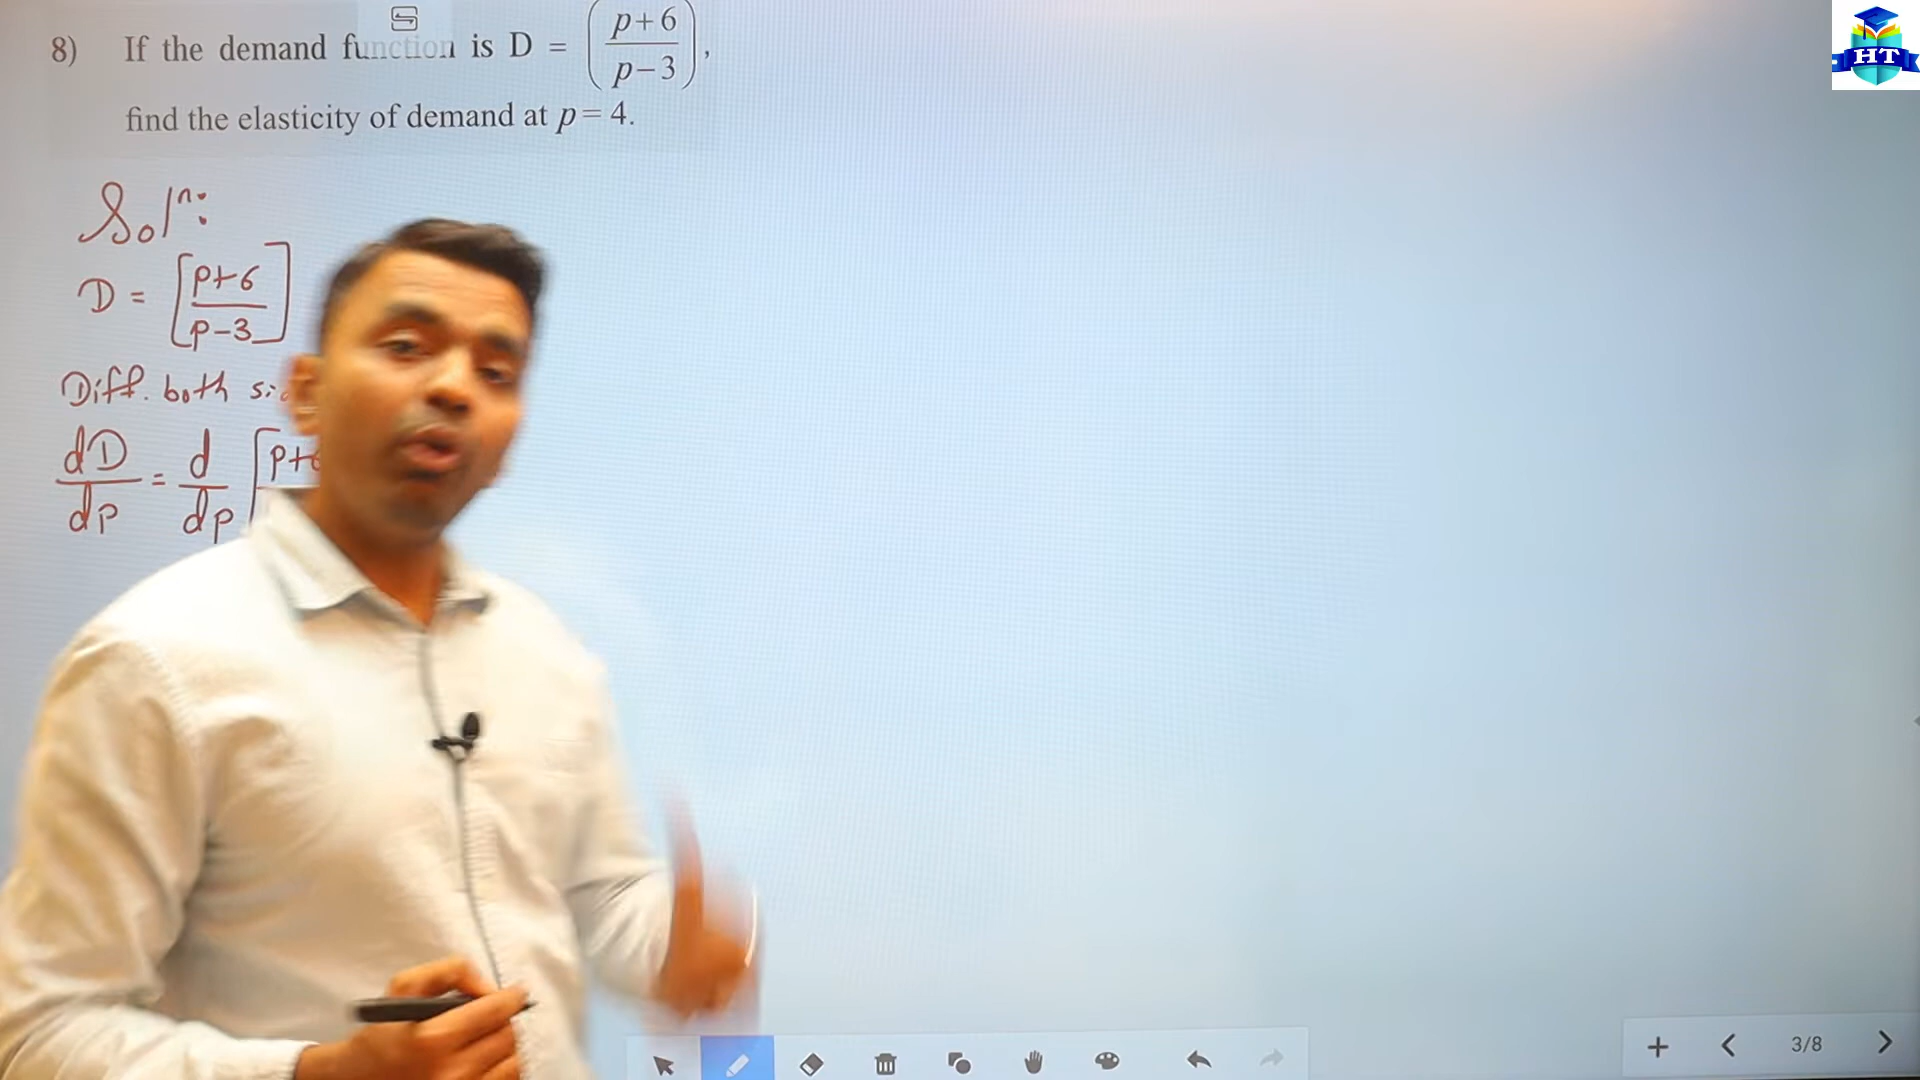 8) If the demand function is D = (p+6 / p−3),
find the elasticity of demand at p = 4.
Solⁿ:
D = [p+6 / p-3]
Diff. both
dD/dp = d/dp [p+6
HT
3/8